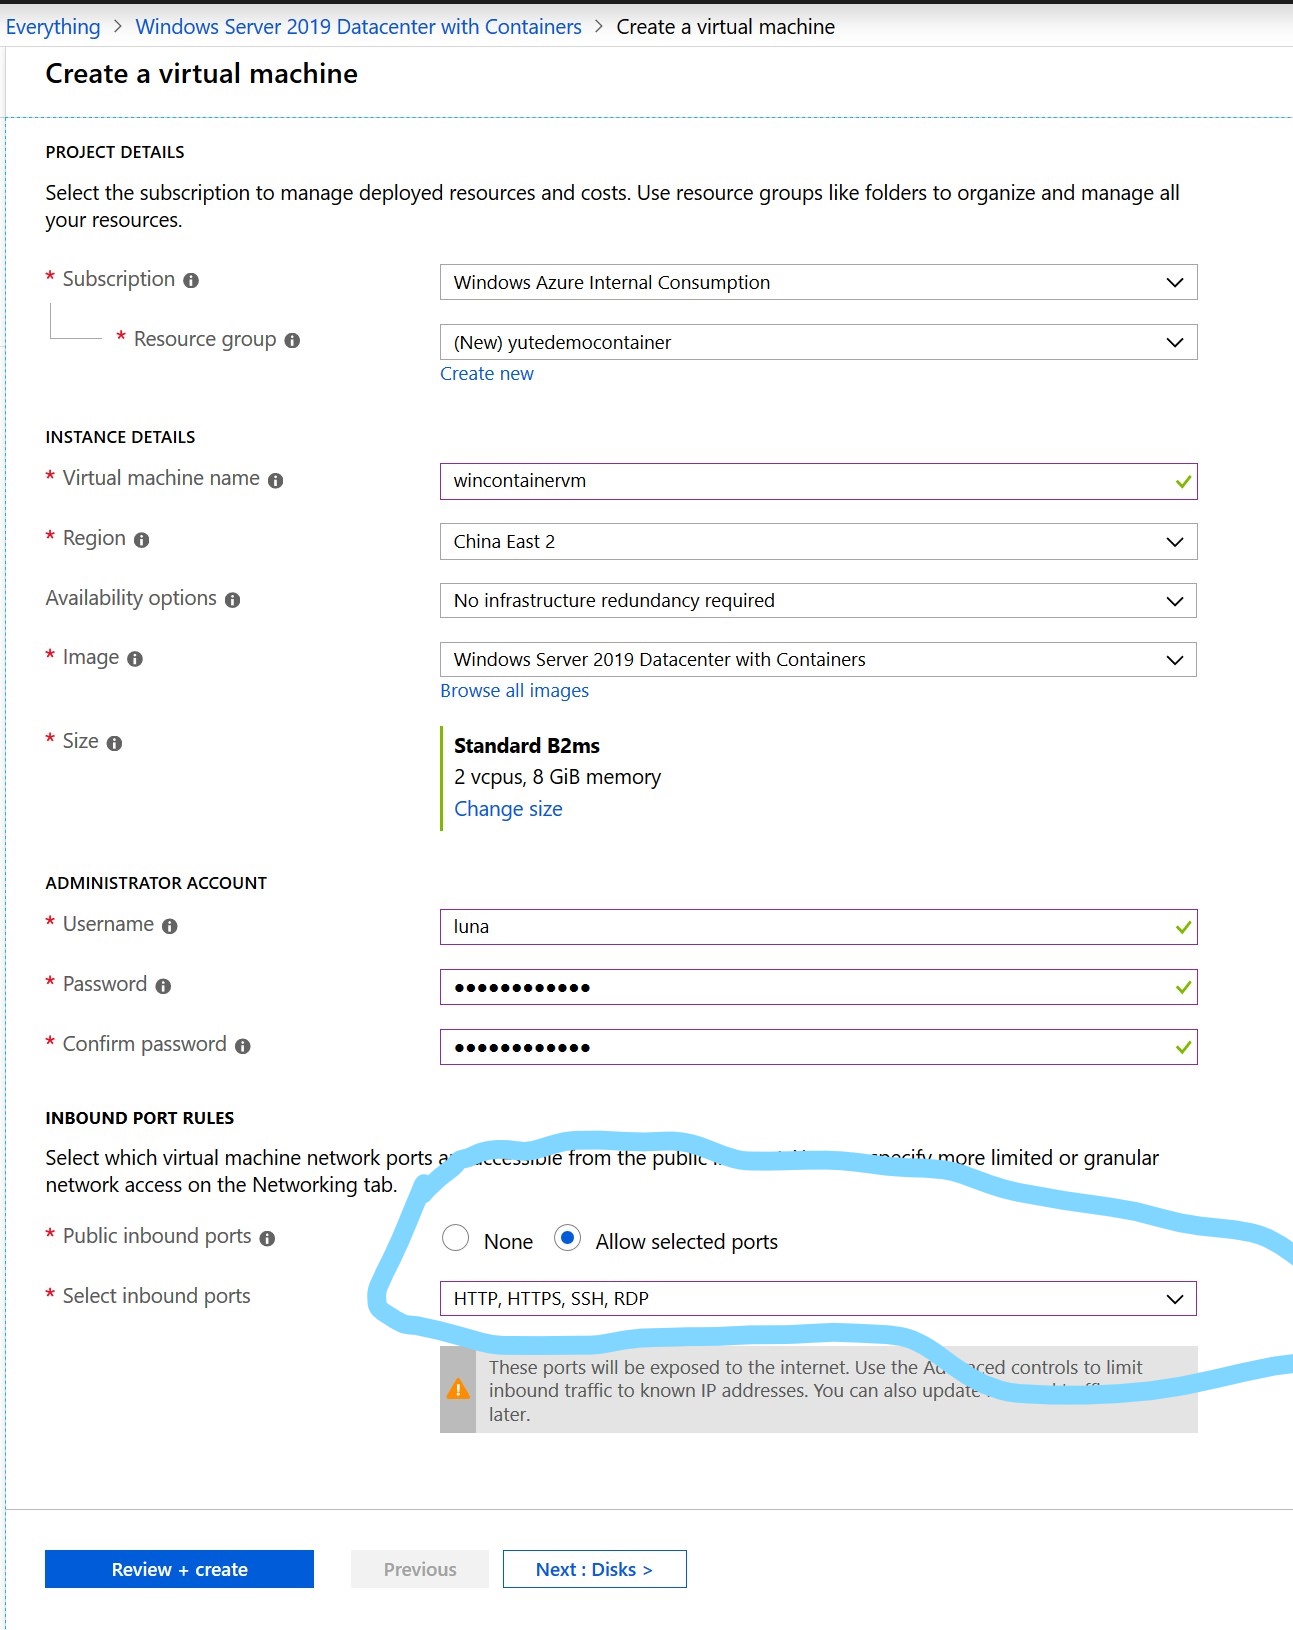 Everything > Windows Server 2019 Datacenter with Containers > Create a virtual machine
Create a virtual machine
PROJECT DETAILS
Select the subscription to manage deployed resources and costs. Use resource groups like folders to organize and manage all
your resources.
* Subscription
Windows Azure Internal Consumption
* Resource group
(New) yutedemocontainer
Create new
INSTANCE DETAILS
* Virtual machine name
wincontainervm
* Region
China East 2
Availability options
No infrastructure redundancy required
* Image
Windows Server 2019 Datacenter with Containers
Browse all images
* Size
Standard B2ms
2 vcpus, 8 GiB memory
Change size
ADMINISTRATOR ACCOUNT
* Username
luna
* Password
●●●●●●●●●●●●
* Confirm password
●●●●●●●●●●●●
INBOUND PORT RULES
Select which virtual machine network ports accessible from the public specify more limited or granular
network access on the Networking tab.
* Public inbound ports
None Allow selected ports
* Select inbound ports
HTTP, HTTPS, SSH, RDP
These ports will be exposed to the internet. Use the Advanced controls to limit
inbound traffic to known IP addresses. You can also update
later.
Review + create
Previous
Next : Disks >